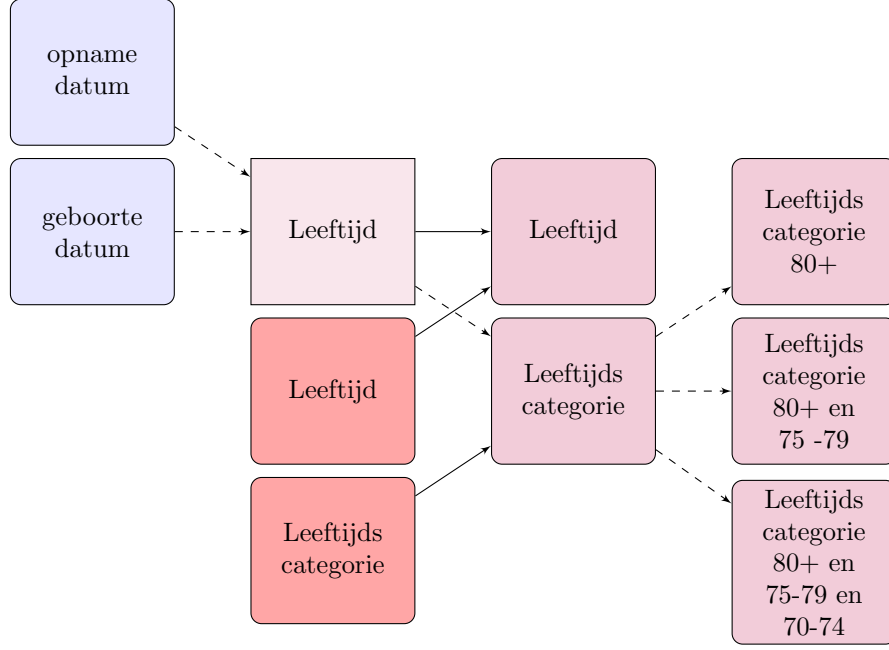 opname
datum
geboorte
datum
Leeftijd
Leeftijd
Leeftijds
categorie
Leeftijd
Leeftijds
categorie
Leeftijds
categorie
80+
Leeftijds
categorie
80+ en
75 -79
Leeftijds
categorie
80+ en
75-79 en
70-74